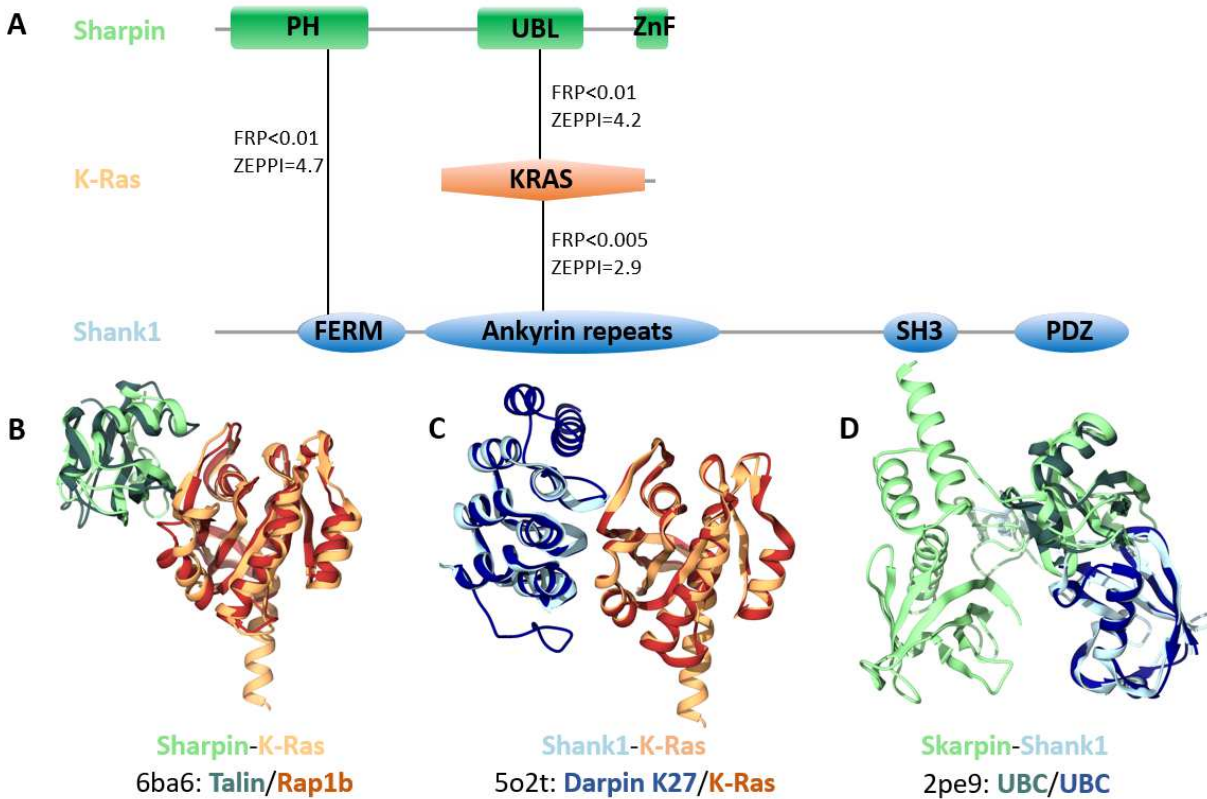 A
Sharpin
PH
UBL
ZnF
FRP<0.01
ZEPPI=4.2
FRP<0.01
ZEPPI=4.7
K-Ras
KRAS
FRP<0.005
ZEPPI=2.9
Shank1
FERM
Ankyrin repeats
SH3
PDZ
B
C
D
Sharpin-K-Ras
6ba6: Talin/Rap1b
Shank1-K-Ras
5o2t: Darpin K27/K-Ras
Skarpin-Shank1
2pe9: UBC/UBC